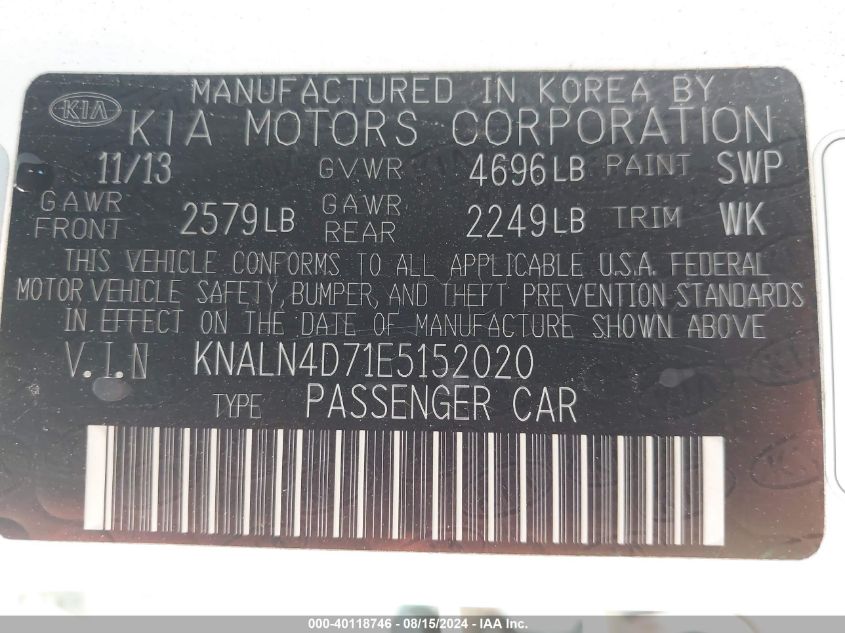 MANUFACTURED IN KOREA BY
KIA KIA MOTORS CORPORATION
11/13 GVWR 4696LB PAINT SWP
GAWR FRONT 2579LB GAWR REAR 2249LB TRIM WK
THIS VEHICLE CONFORMS TO ALL APPLICABLE U.S.A. FEDERAL
MOTOR VEHICLE SAFETY, BUMPER, AND THEFT PREVENTION STANDARDS
IN EFFECT ON THE DATE OF MANUFACTURE SHOWN ABOVE
V.I.N KNALN4D71E5152020
TYPE PASSENGER CAR
000-40118746 - 08/15/2024 - IAA Inc.